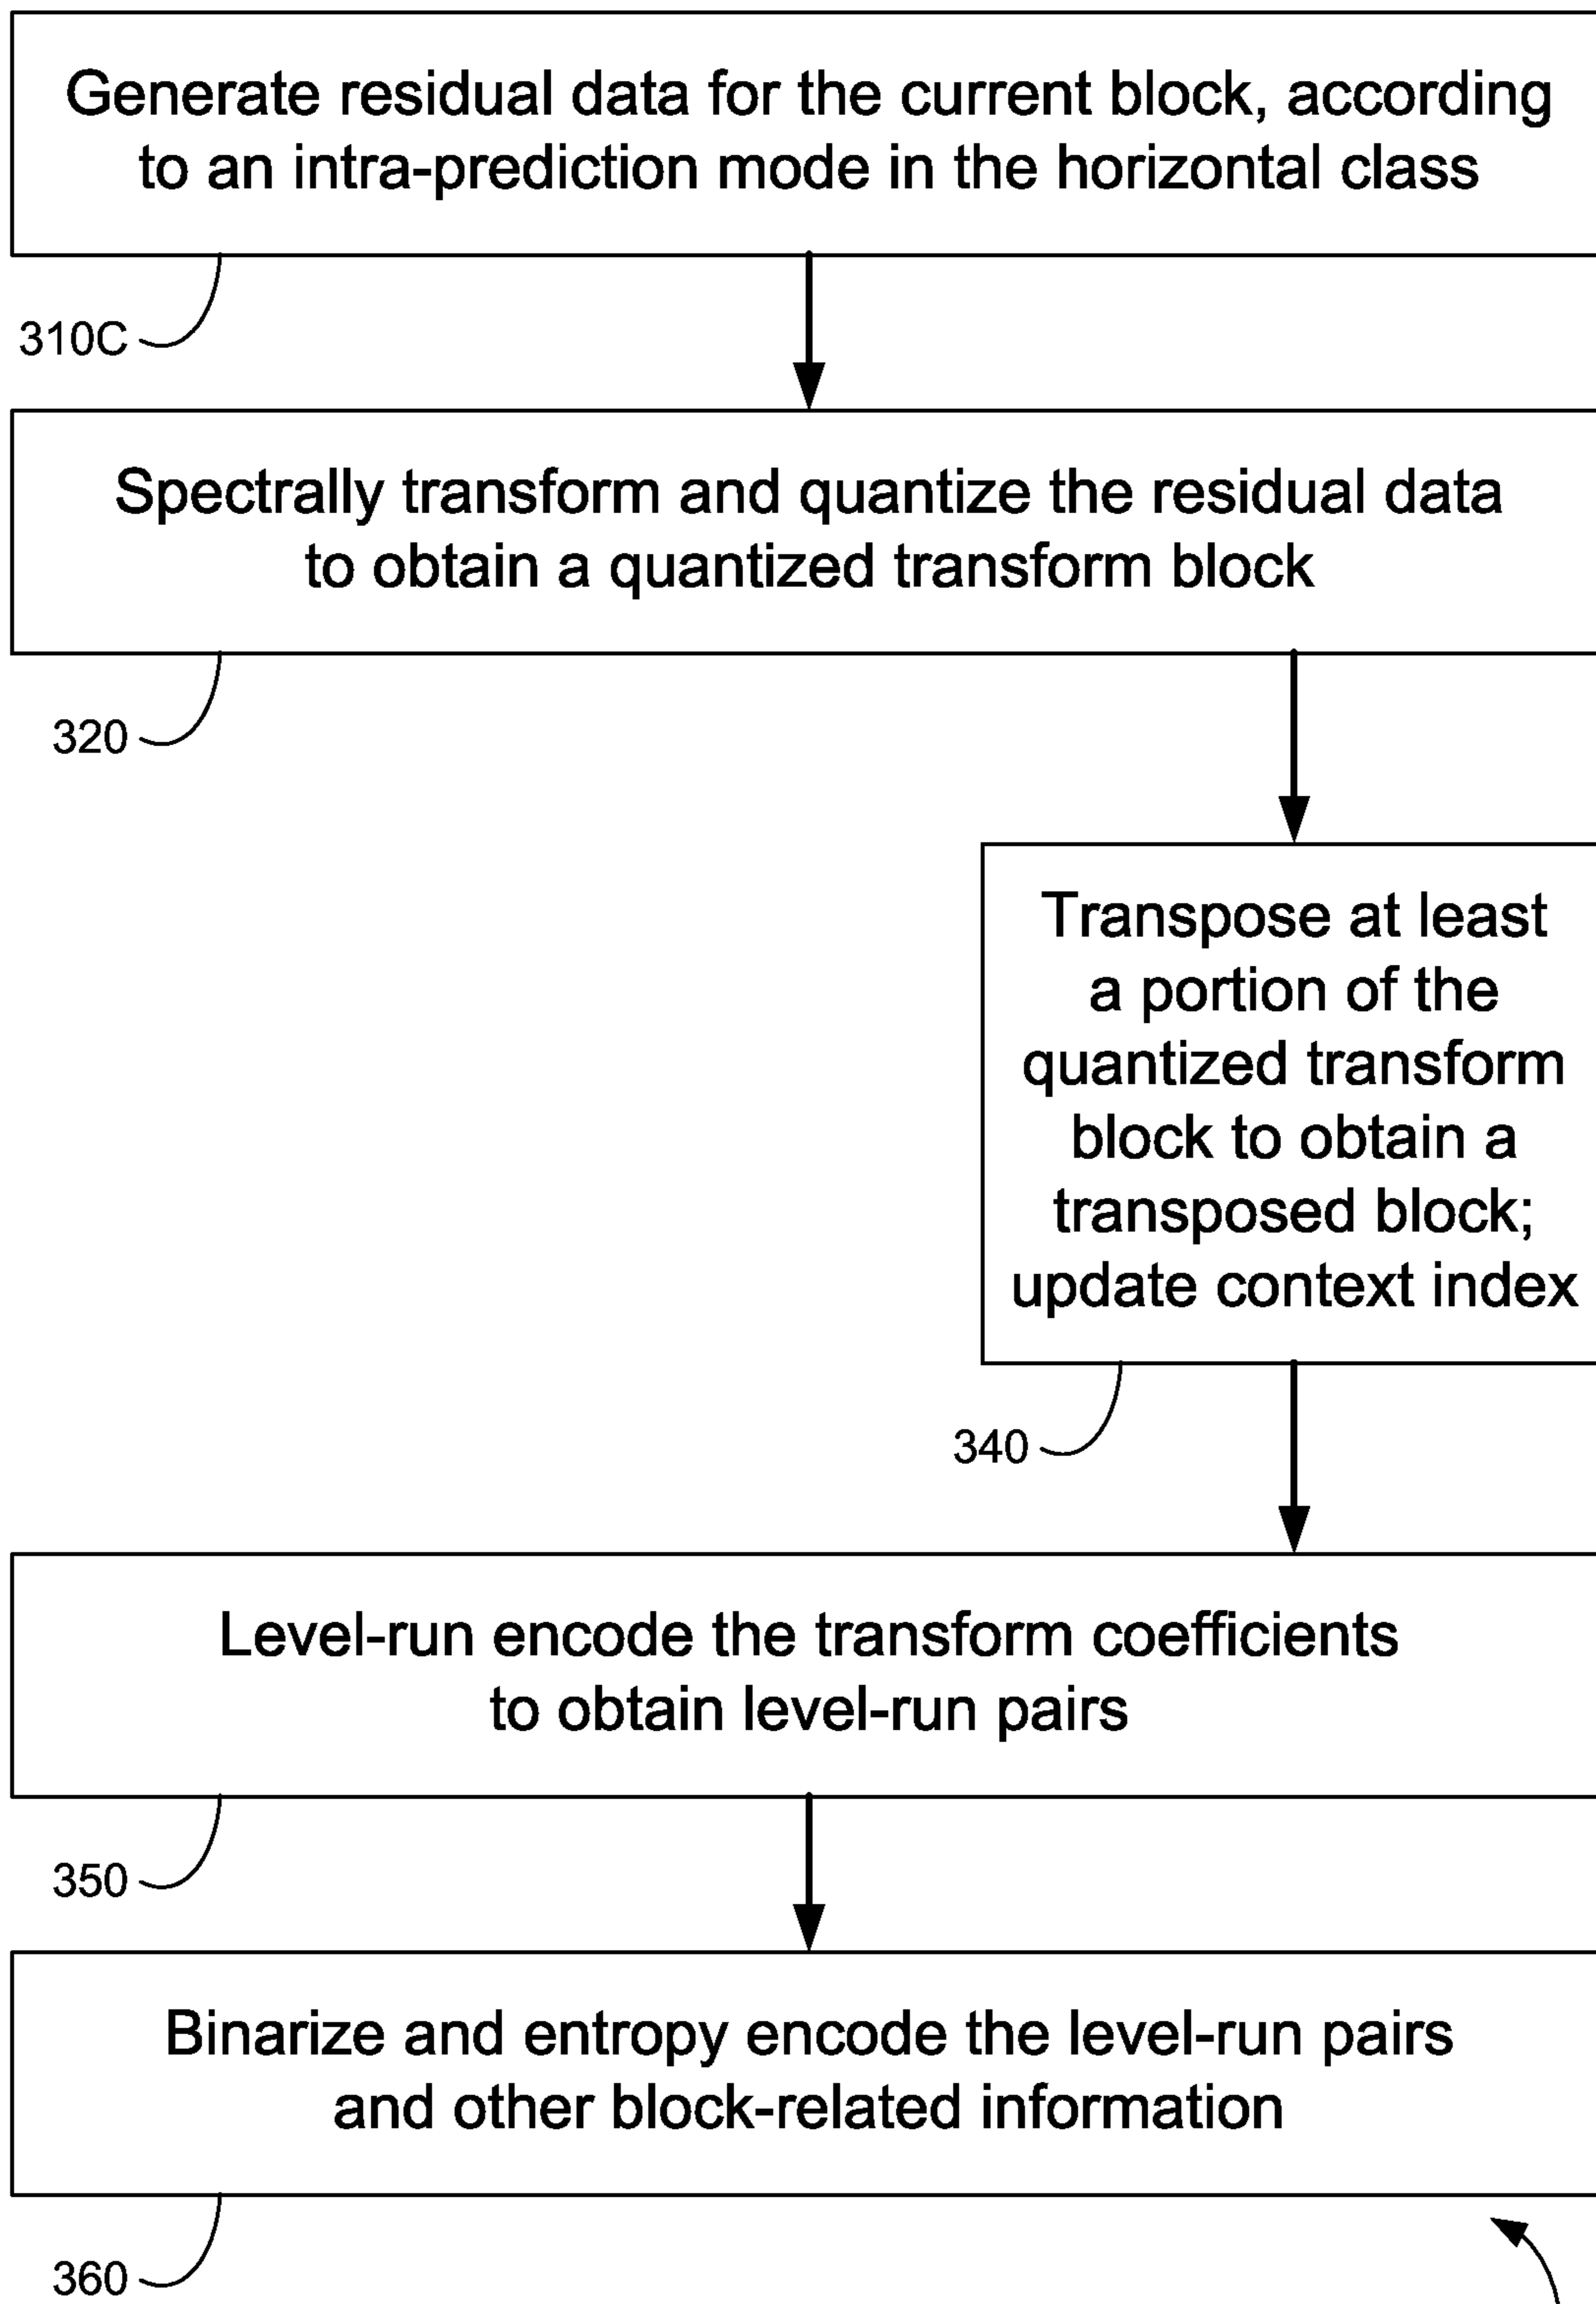 Generate residual data for the current block, according
to an intra-prediction mode in the horizontal class
310C
Spectrally transform and quantize the residual data
to obtain a quantized transform block
320
Transpose at least
a portion of the
quantized transform
block to obtain a
transposed block;
update context index
340
Level-run encode the transform coefficients
to obtain level-run pairs
350
Binarize and entropy encode the level-run pairs
and other block-related information
360